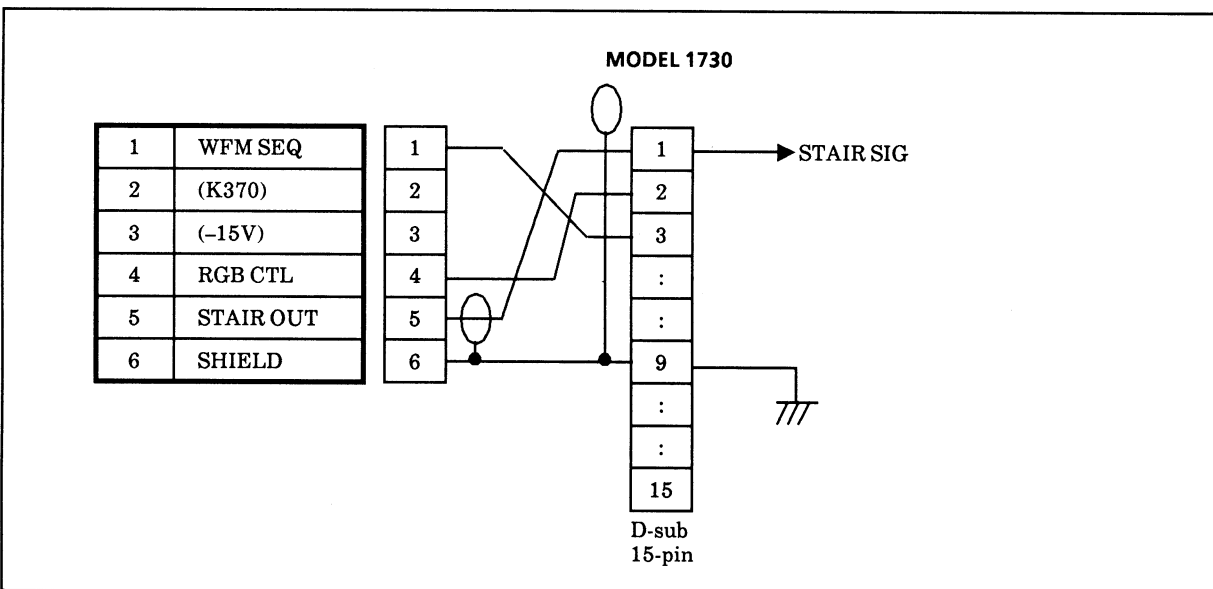 MODEL 1730
1 WFM SEQ 1 1 STAIR SIG
2 (K370) 2 2
3 (–15V) 3 3
4 RGB CTL 4 :
5 STAIR OUT 5 :
6 SHIELD 6 9
:
:
15
D-sub
15-pin